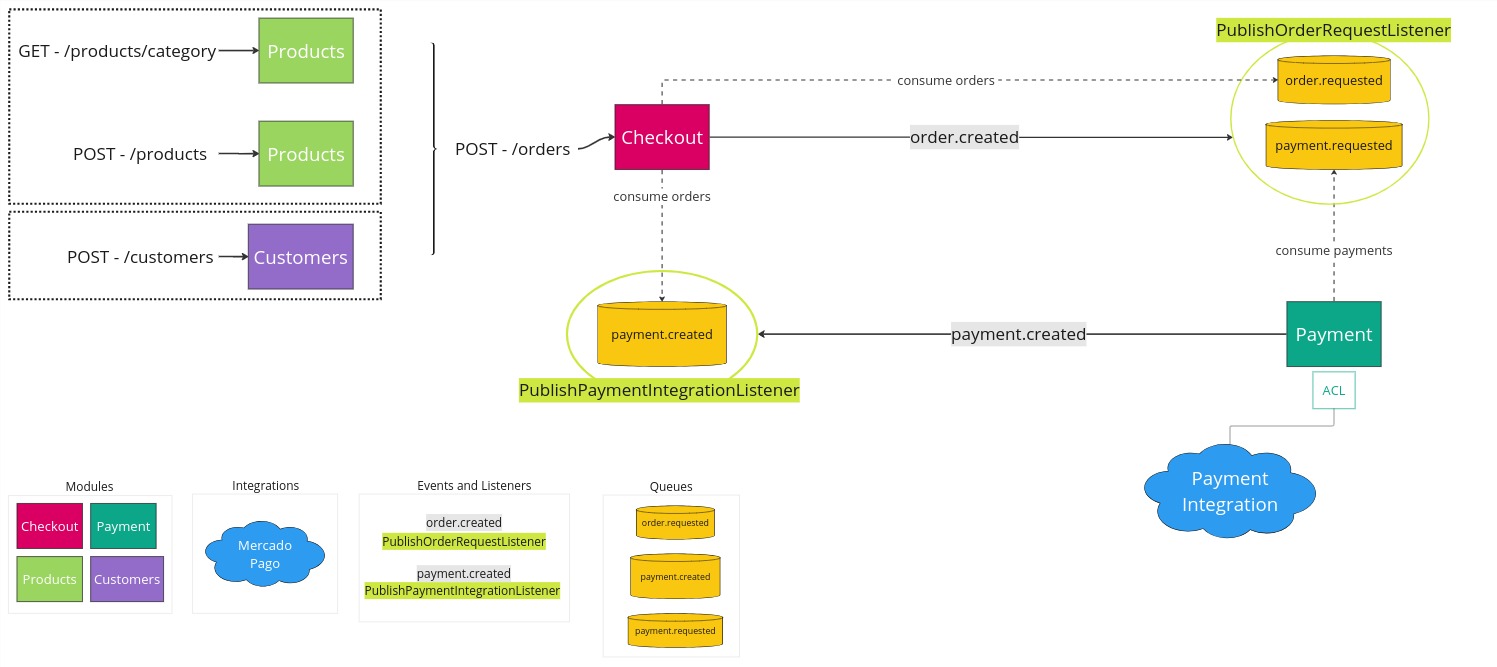 GET - /products/category
Products
POST - /products
Products
POST - /customers
Customers
POST - /orders
Checkout
consume orders
order.created
PublishOrderRequestListener
order.requested
payment.requested
consume orders
consume payments
payment.created
PublishPaymentIntegrationListener
payment.created
Payment
ACL
Payment
Integration
Modules
Checkout
Payment
Products
Customers
Integrations
Mercado
Pago
Events and Listeners
order.created
PublishOrderRequestListener
payment.created
PublishPaymentIntegrationListener
Queues
order.requested
payment.created
payment.requested